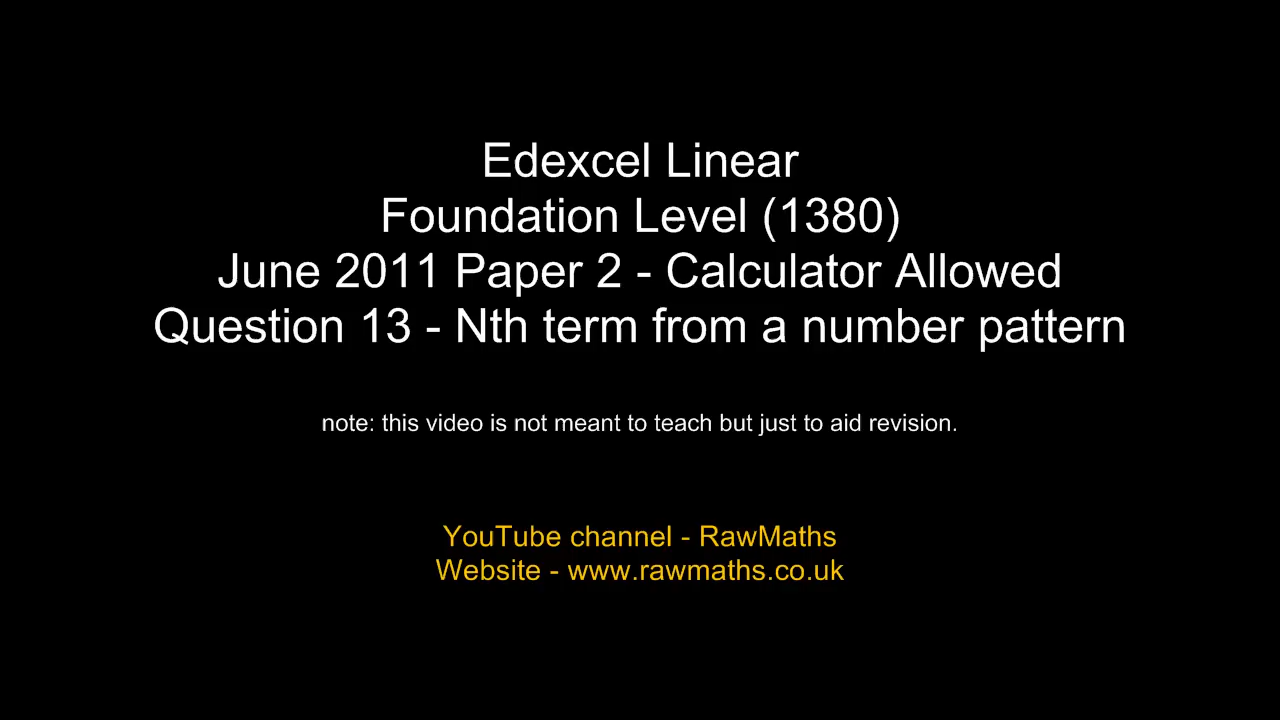 Edexcel Linear
Foundation Level (1380)
June 2011 Paper 2 - Calculator Allowed
Question 13 - Nth term from a number pattern
note: this video is not meant to teach but just to aid revision.
YouTube channel - RawMaths
Website - www.rawmaths.co.uk